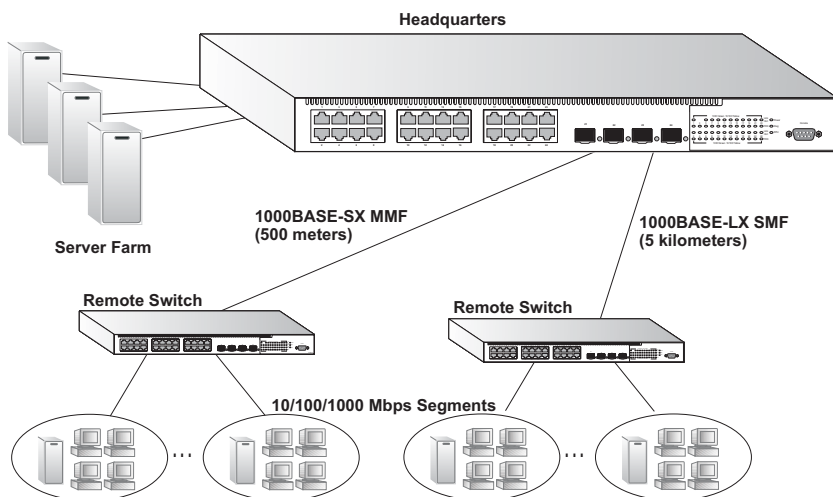 Headquarters
1000BASE-SX MMF
(500 meters)
1000BASE-LX SMF
(5 kilometers)
Server Farm
Remote Switch
Remote Switch
10/100/1000 Mbps Segments
...
...